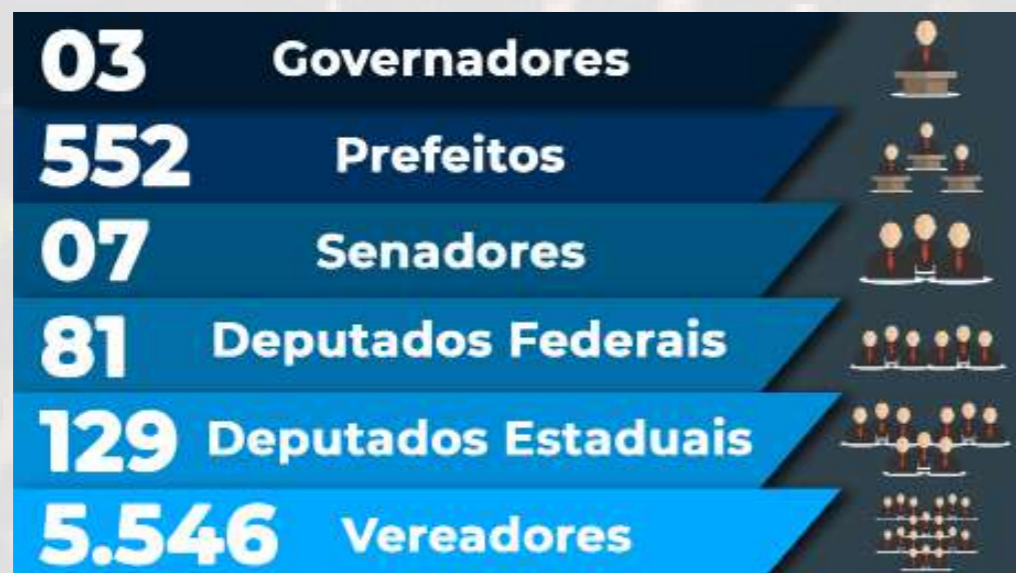 03 Governadores
552 Prefeitos
07 Senadores
81 Deputados Federais
129 Deputados Estaduais
5.546 Vereadores